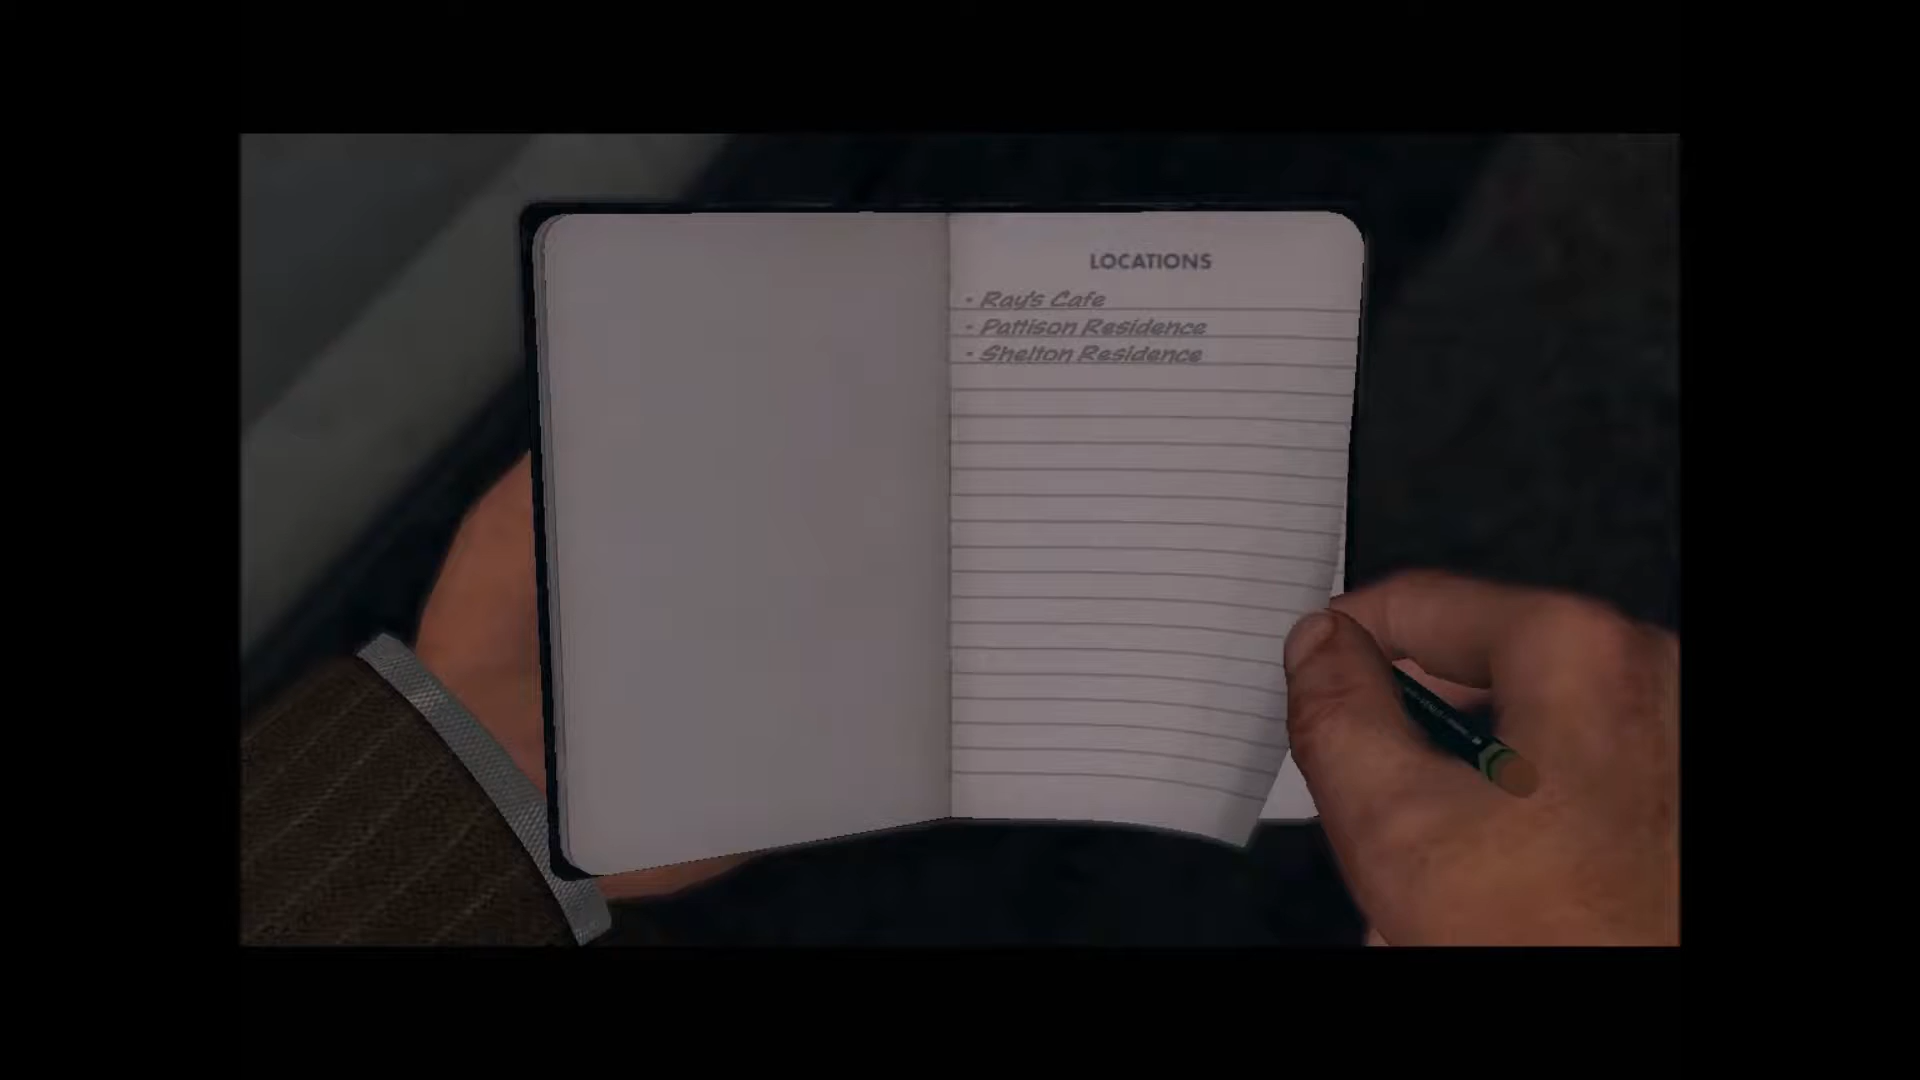 LOCATIONS
- Ray's Cafe
- Pattison Residence
- Shelton Residence